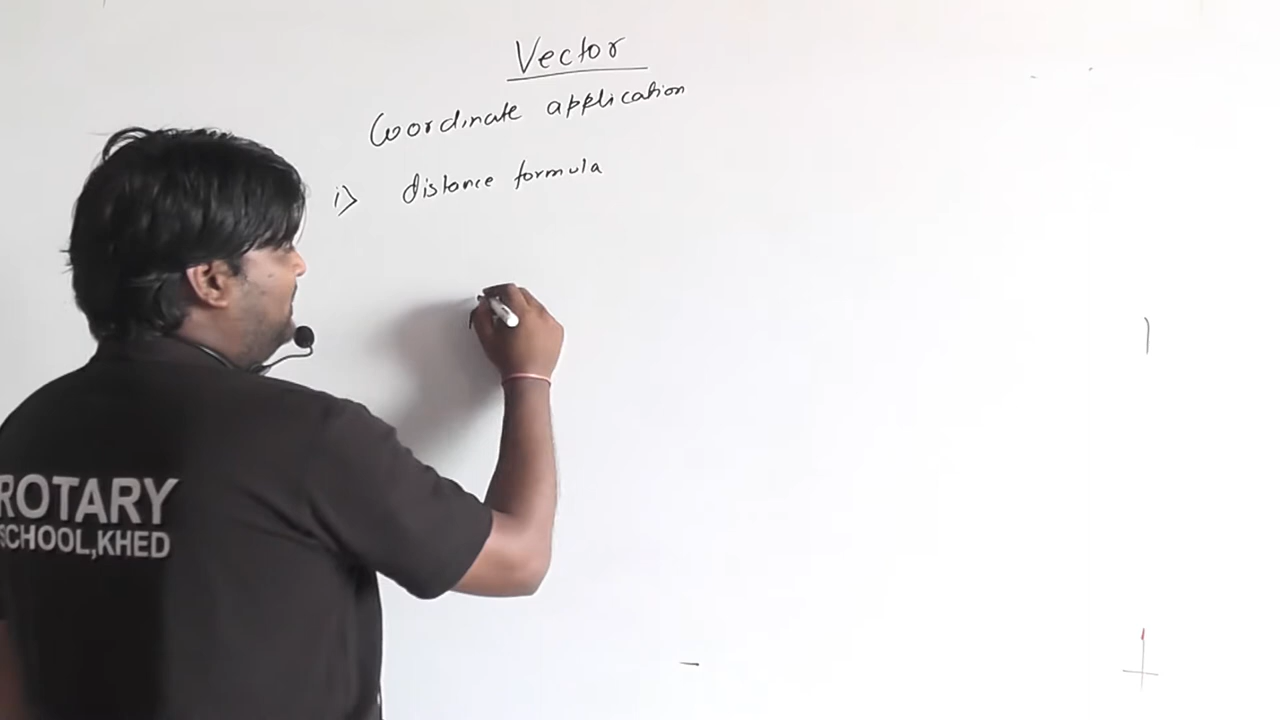 Vector
Coordinate application
i) distance formula
ROTARY
SCHOOL,KHED